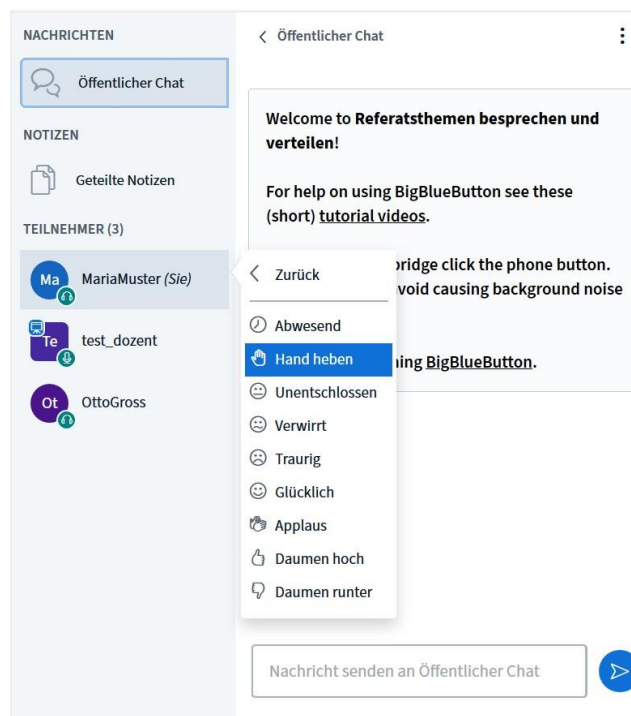 NACHRICHTEN
Öffentlicher Chat
NOTIZEN
Geteilte Notizen
TEILNEHMER (3)
Ma MariaMuster (Sie)
Te test_dozent
Ot OttoGross
Öffentlicher Chat
Welcome to Referatsthemen besprechen und
verteilen!
For help on using BigBlueButton see these
(short) tutorial videos.
bridge click the phone button.
void causing background noise
ing BigBlueButton.
Zurück
Abwesend
Hand heben
Unentschlossen
Verwirrt
Traurig
Glücklich
Applaus
Daumen hoch
Daumen runter
Nachricht senden an Öffentlicher Chat